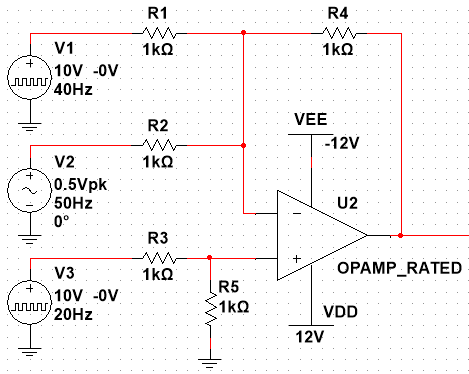 R1
1kΩ
R4
1kΩ
V1
10V -0V
40Hz
R2
1kΩ
VEE
-12V
V2
0.5Vpk
50Hz
0°
U2
R3
1kΩ
OPAMP_RATED
V3
10V -0V
20Hz
R5
1kΩ
VDD
12V